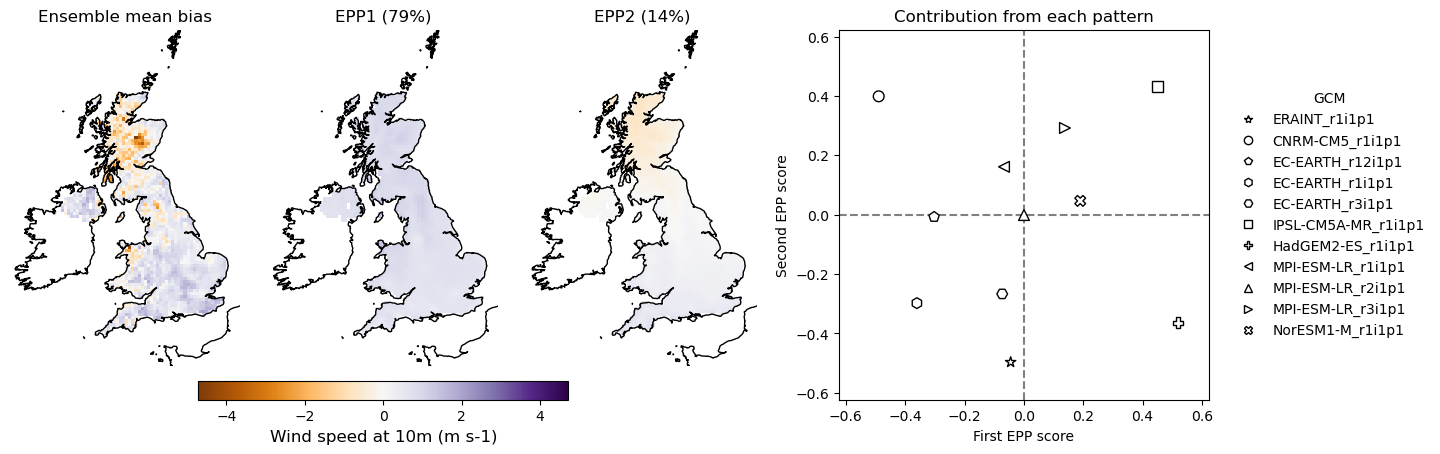 Ensemble mean bias
EPP1 (79%)
EPP2 (14%)
Contribution from each pattern
−4
−2
0
2
4
Wind speed at 10m (m s-1)
Second EPP score
0.6
0.4
0.2
0.0
−0.2
−0.4
−0.6
−0.6
−0.4
−0.2
0.0
0.2
0.4
0.6
First EPP score
GCM
ERAINT_r1i1p1
CNRM-CM5_r1i1p1
EC-EARTH_r12i1p1
EC-EARTH_r1i1p1
EC-EARTH_r3i1p1
IPSL-CM5A-MR_r1i1p1
HadGEM2-ES_r1i1p1
MPI-ESM-LR_r1i1p1
MPI-ESM-LR_r2i1p1
MPI-ESM-LR_r3i1p1
NorESM1-M_r1i1p1